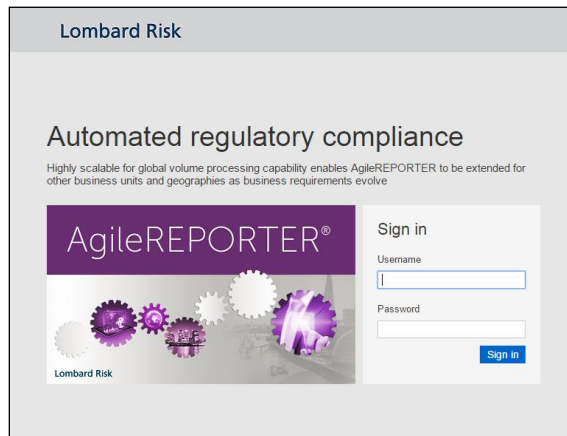 Lombard Risk
Automated regulatory compliance
Highly scalable for global volume processing capability enables AgileREPORTER to be extended for
other business units and geographies as business requirements evolve
AgileREPORTER®
Lombard Risk
Sign in
Username
Password
Sign in